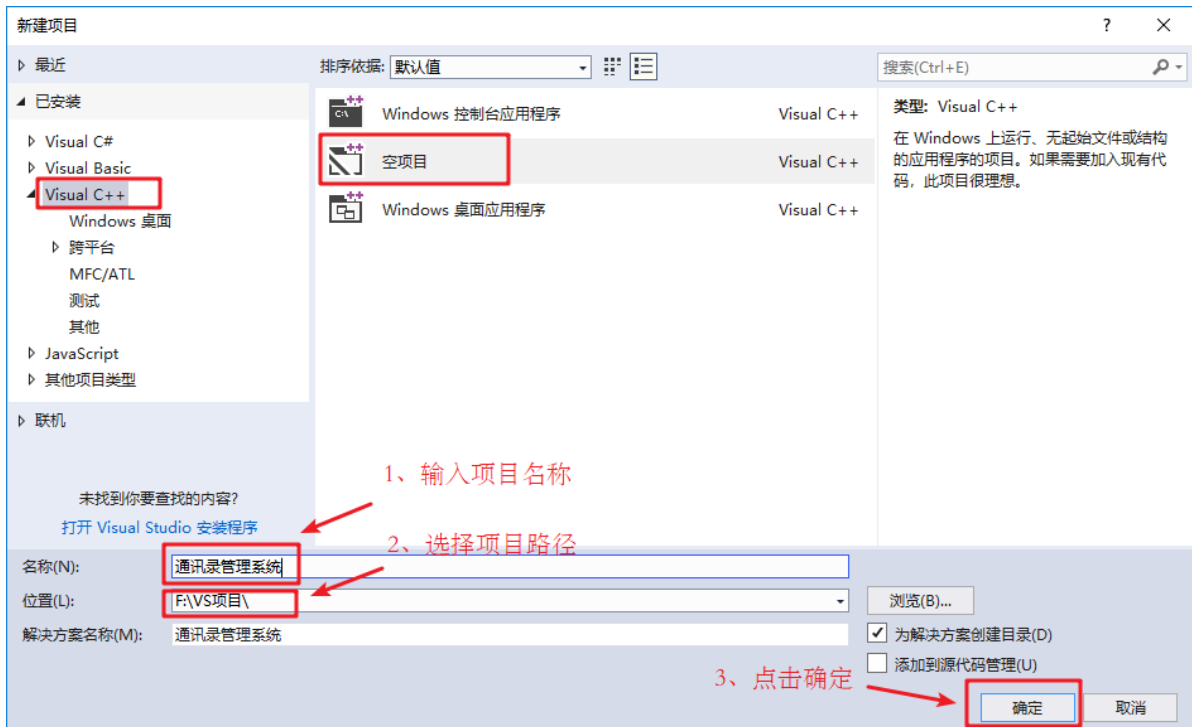 新建项目
? ×
最近
排序依据: 默认值
搜索(Ctrl+E)
已安装
Visual C#
Visual Basic
Visual C++
Windows 桌面
跨平台
MFC/ATL
测试
其他
JavaScript
其他项目类型
联机
未找到你要查找的内容?
打开 Visual Studio 安装程序
C:\ Windows 控制台应用程序 Visual C++
空项目 Visual C++
Windows 桌面应用程序 Visual C++
类型: Visual C++
在 Windows 上运行、无起始文件或结构
的应用程序的项目。如果需要加入现有代
码，此项目很理想。
1、输入项目名称
2、选择项目路径
名称(N): 通讯录管理系统
位置(L): F:\VS项目\
浏览(B)...
解决方案名称(M): 通讯录管理系统
为解决方案创建目录(D)
添加到源代码管理(U)
3、点击确定
确定 取消